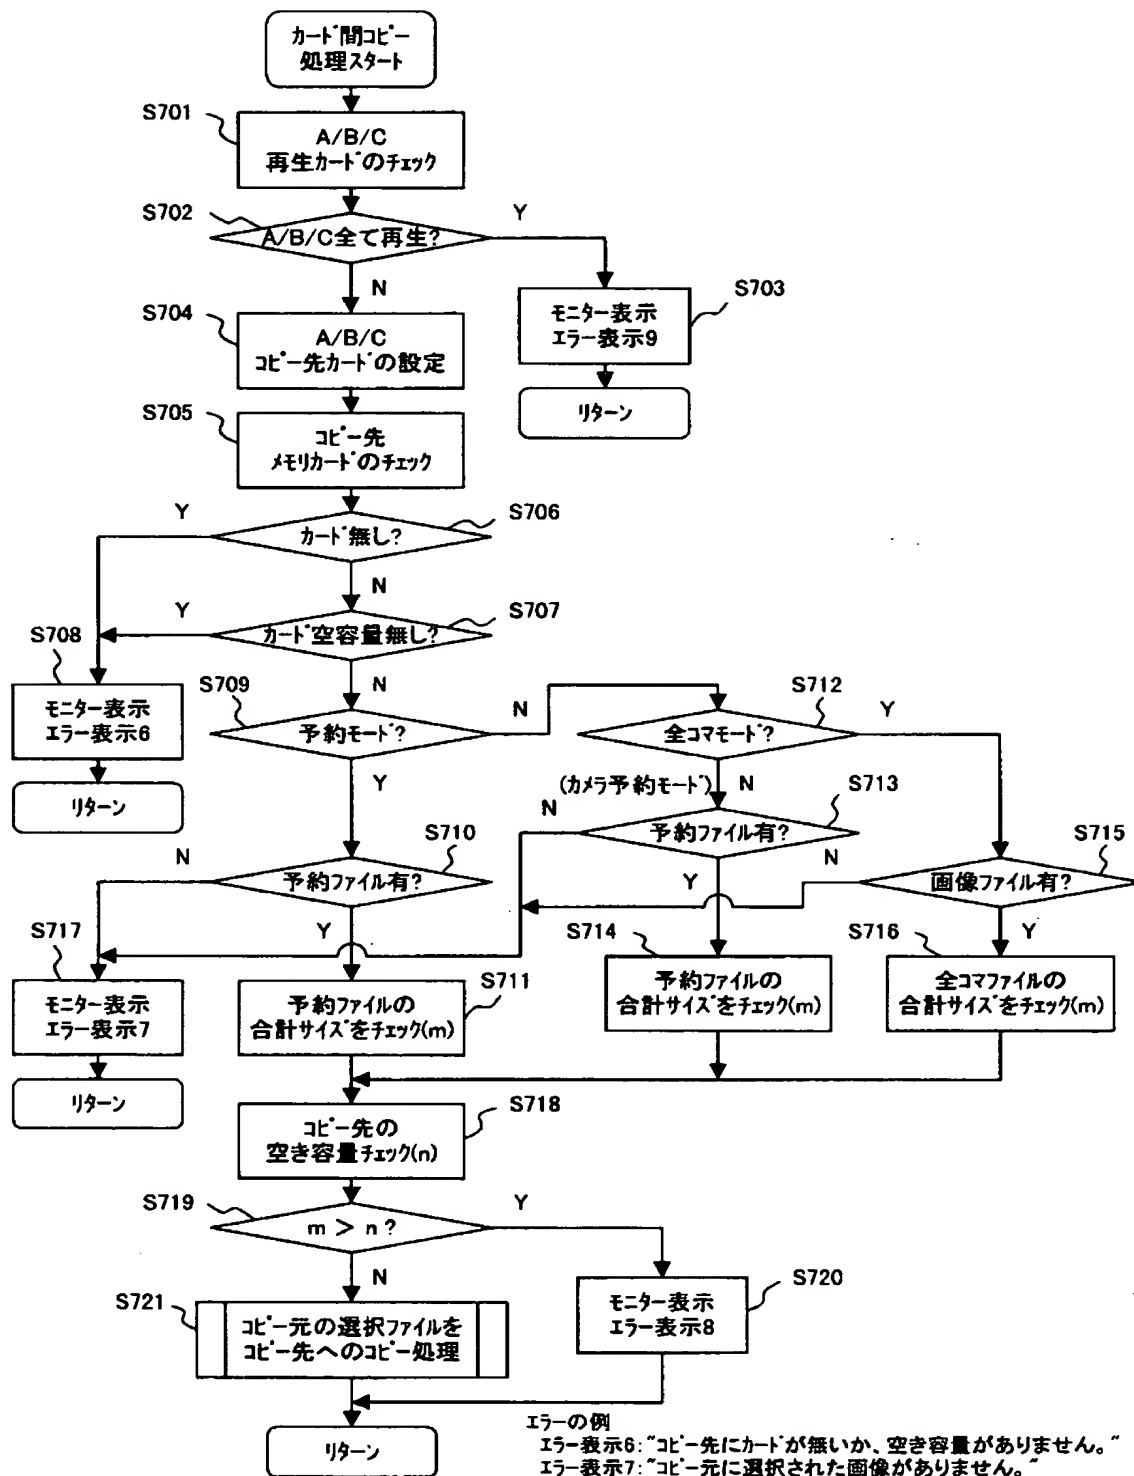 カード間コピー
処理スタート
S701
A/B/C
再生カードのチェック
S702
A/B/C全て再生?
Y
N
S703
モニター表示
エラー表示9
リターン
S704
A/B/C
コピー先カードの設定
S705
コピー先
メモリカードのチェック
Y
S706
カード無し?
N
Y
S707
カード空容量無し?
N
S708
モニター表示
エラー表示6
リターン
S709
予約モード?
N
Y
S712
全コマモード?
Y
(カメラ予約モード)
N
S713
予約ファイル有?
N
Y
S710
予約ファイル有?
N
Y
S715
画像ファイル有?
N
Y
S717
モニター表示
エラー表示7
リターン
S711
予約ファイルの
合計サイズをチェック(m)
S714
予約ファイルの
合計サイズをチェック(m)
S716
全コマファイルの
合計サイズをチェック(m)
S718
コピー先の
空き容量チェック(n)
S719
m > n ?
Y
N
S720
モニター表示
エラー表示8
S721
コピー元の選択ファイルを
コピー先へのコピー処理
リターン
エラーの例
エラー表示6:"コピー先にカードが無いか、空き容量がありません。"
エラー表示7:"コピー元に選択された画像がありません。"